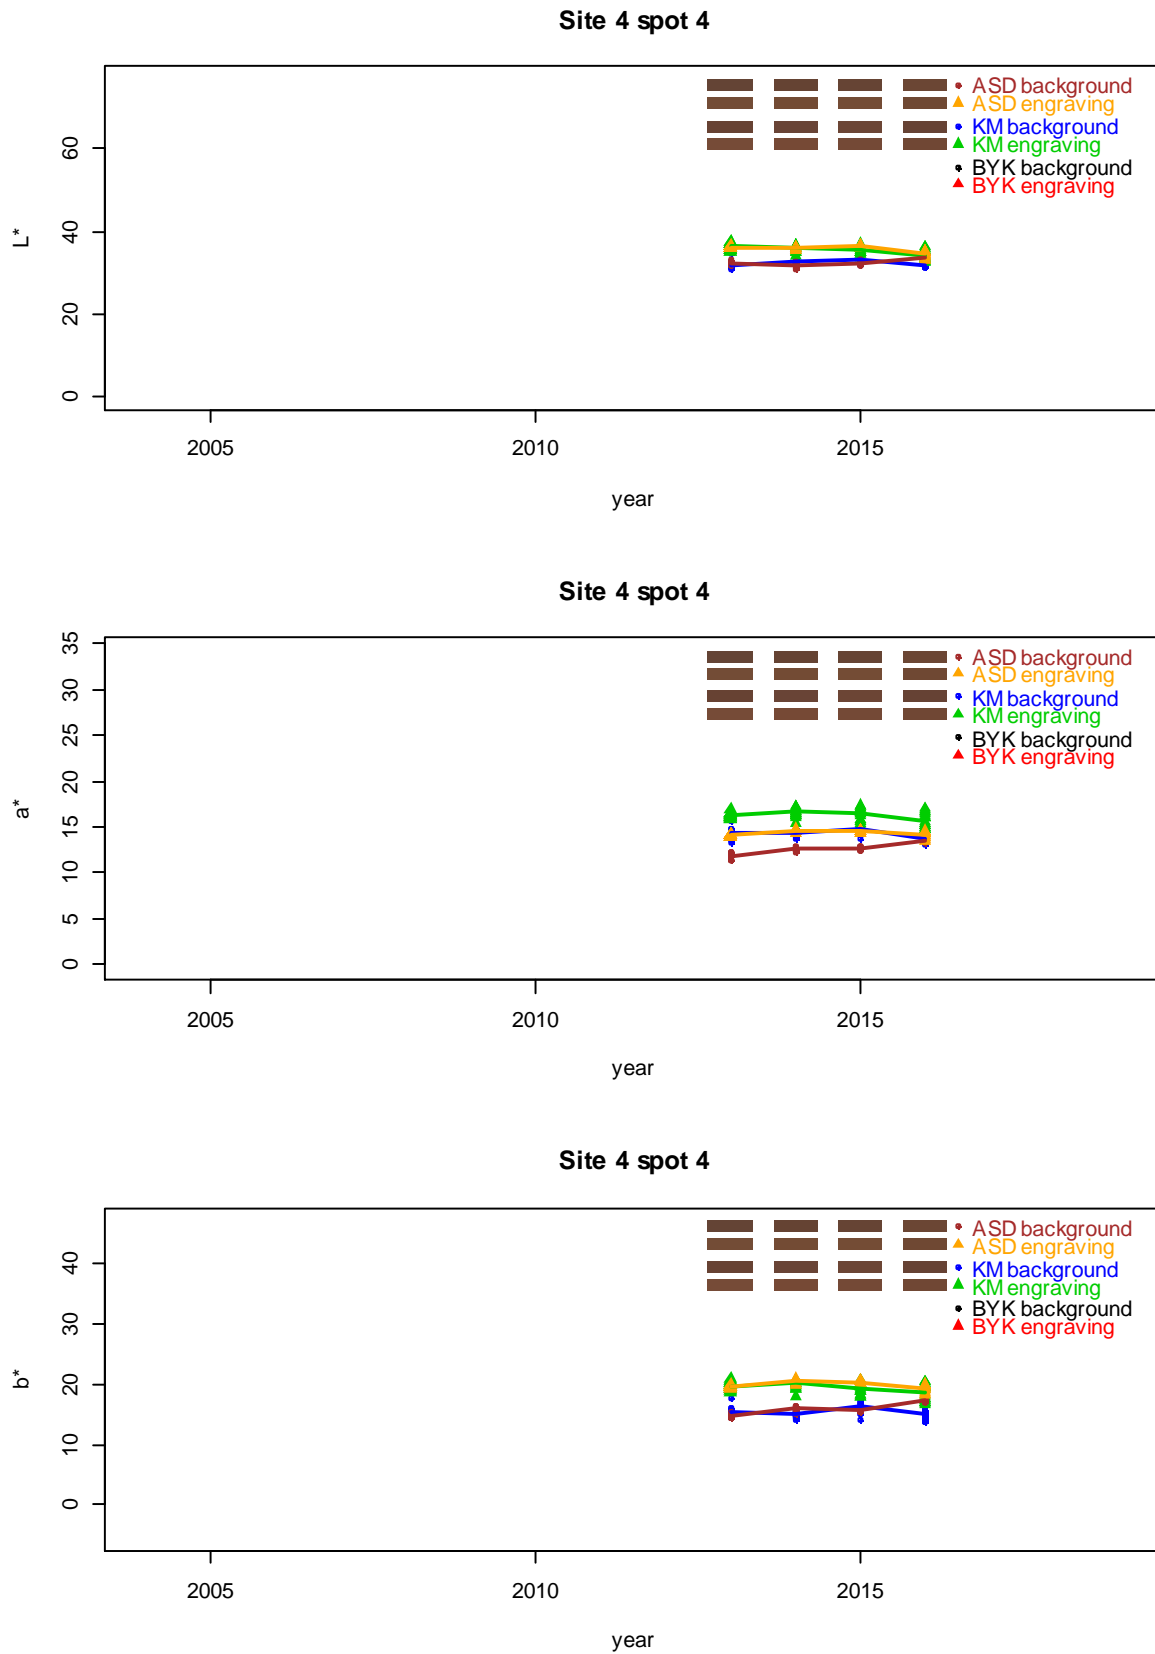 Site 4 spot 4
ASD background
ASD engraving
KM background
KM engraving
BYK background
BYK engraving
L*
60
40
20
0
2005 2010 2015
year
Site 4 spot 4
ASD background
ASD engraving
KM background
KM engraving
BYK background
BYK engraving
a*
35
30
25
20
15
10
5
0
2005 2010 2015
year
Site 4 spot 4
ASD background
ASD engraving
KM background
KM engraving
BYK background
BYK engraving
b*
40
30
20
10
0
2005 2010 2015
year